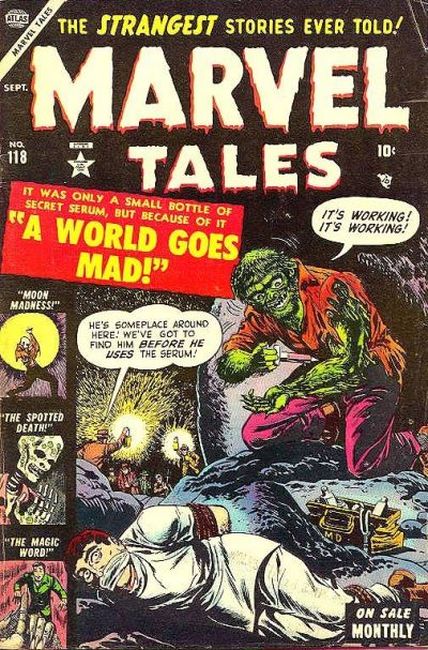 ATLAS
MARVEL TALES
THE STRANGEST STORIES EVER TOLD!
SEPT.
MARVEL
TALES
NO.
118
10¢
IT WAS ONLY A SMALL BOTTLE OF
SECRET SERUM, BUT BECAUSE OF IT
"A WORLD GOES
MAD!"
IT'S WORKING!
IT'S WORKING!
"MOON
MADNESS!"
HE'S SOMEPLACE AROUND
HERE! WE'VE GOT TO
FIND HIM BEFORE HE
USES THE SERUM!
"THE SPOTTED
DEATH!"
"THE MAGIC
WORD!"
MD
ON SALE
MONTHLY